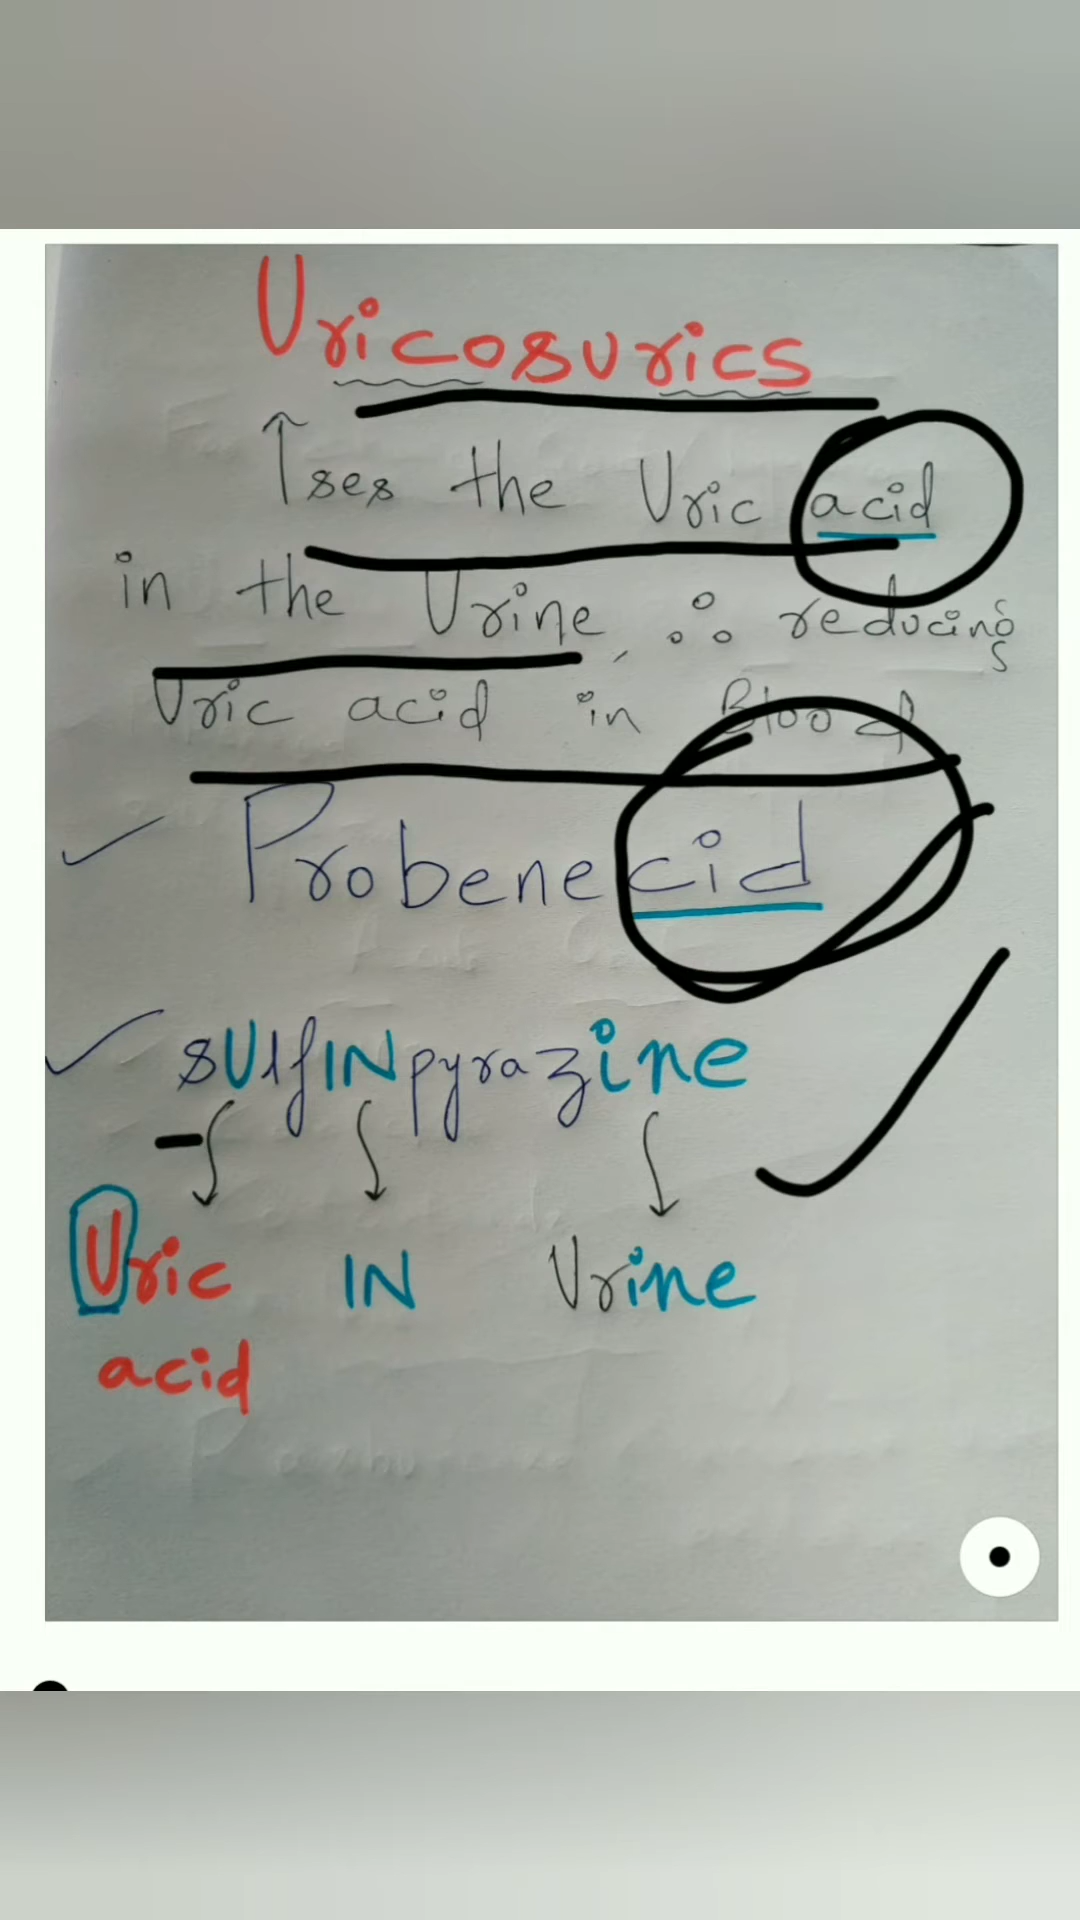 Uricosurics
↑ses the Uric acid
in the Urine, ∴ reducing
Uric acid in Blood
✓ Probenecid
✓ sUlfINpyrazine
Uric IN Urine
acid